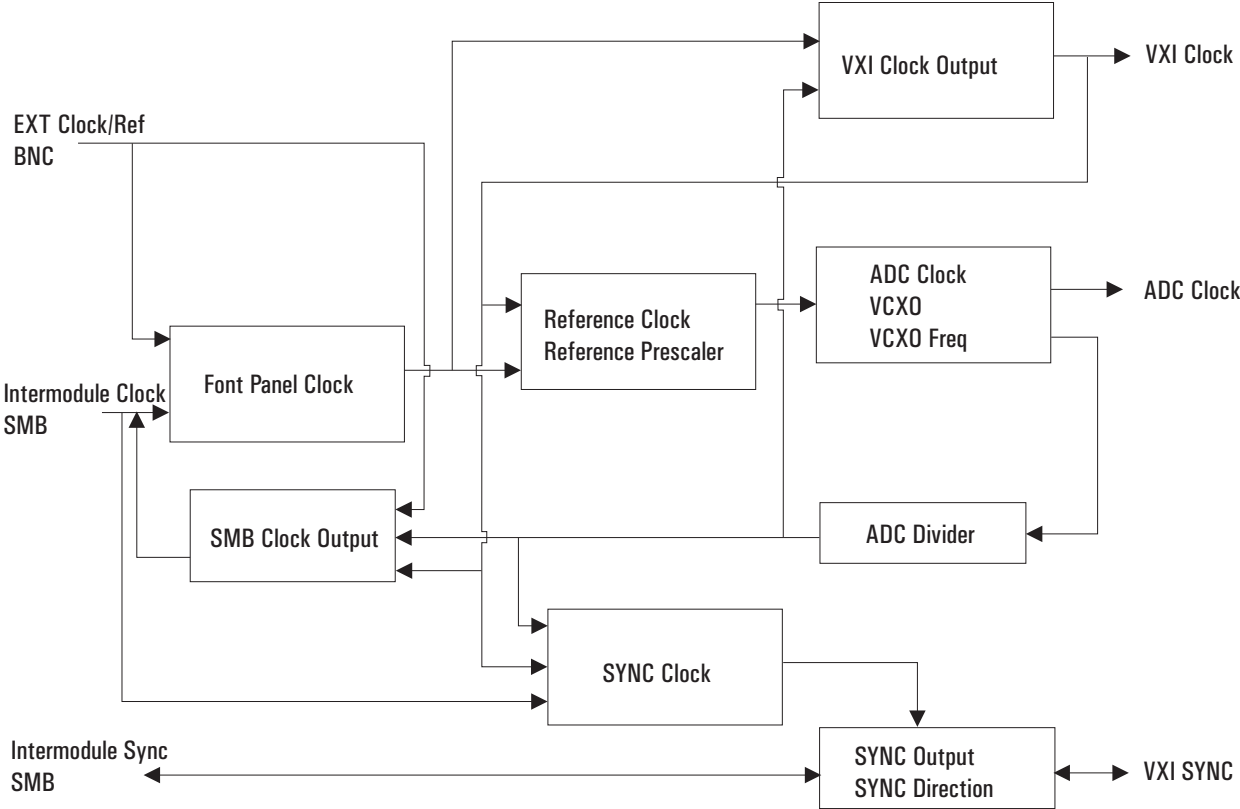 VXI Clock Output
VXI Clock
EXT Clock/Ref
BNC
ADC Clock
VCXO
VCXO Freq
ADC Clock
Reference Clock
Reference Prescaler
Font Panel Clock
Intermodule Clock
SMB
SMB Clock Output
ADC Divider
SYNC Clock
Intermodule Sync
SMB
SYNC Output
SYNC Direction
VXI SYNC